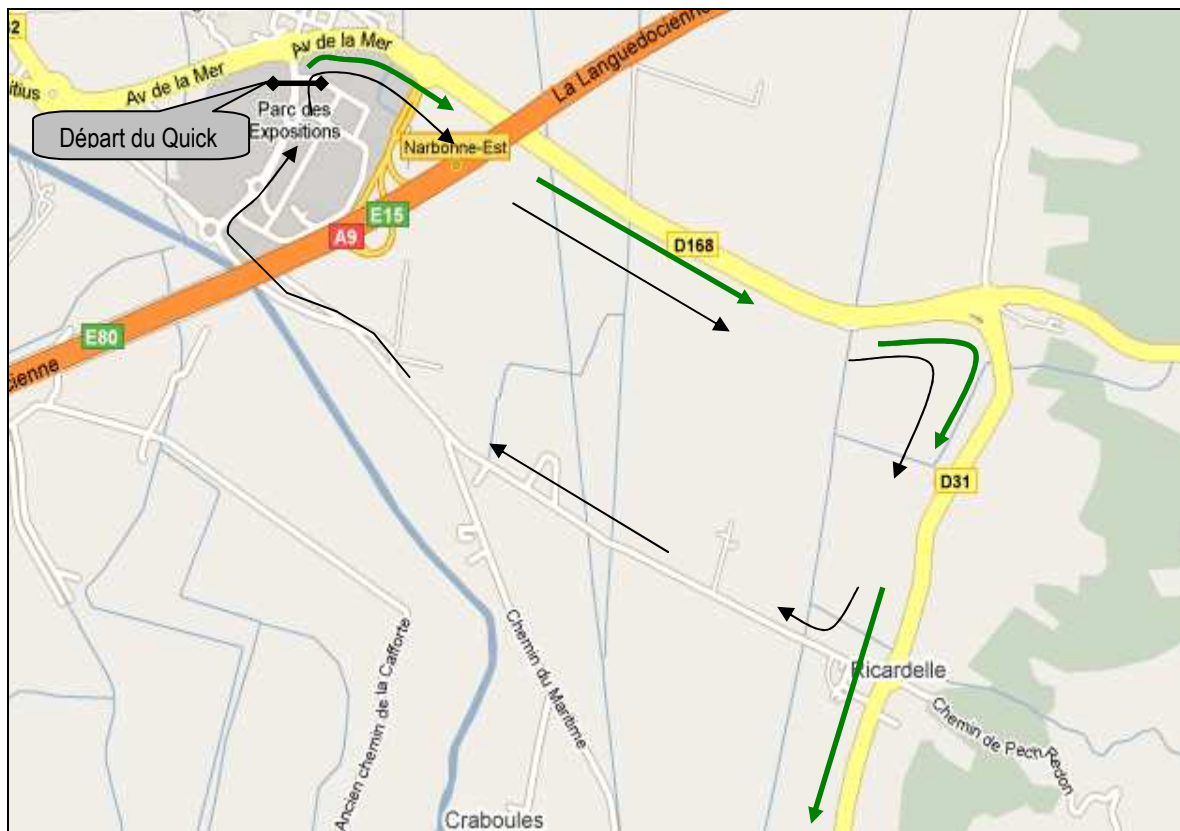 32
Av de la Mer
Av de la Mer
itius
Départ du Quick
Parc des
Expositions
Narbonne-Est
La Languedocienne
E15
A9
D168
E80
cienne
D31
Ricardelle
Chemin de Pech Redon
Chemin du Maritime
Ancien chemin de la Cafforte
Craboules